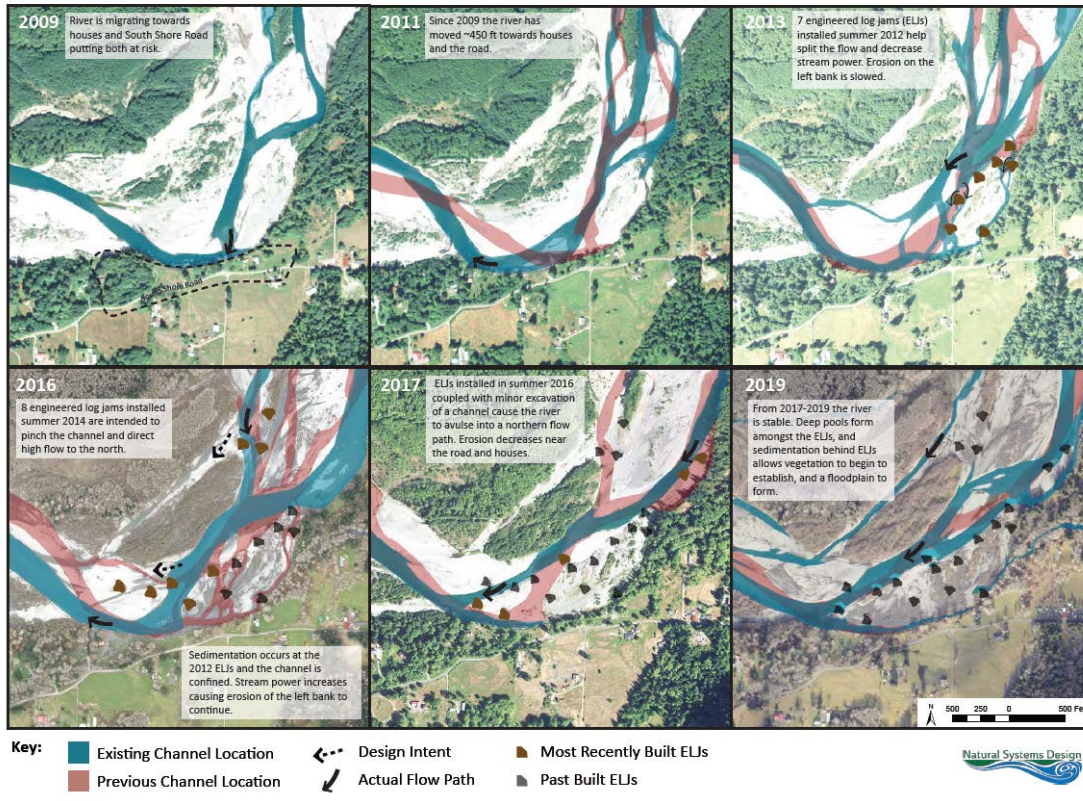 2009
River is migrating towards
houses and South Shore Road
putting both at risk.
Shore Road
2011
Since 2009 the river has
moved ~450 ft towards houses
and the road.
2013
7 engineered log jams (ELJs)
installed summer 2012 help
split the flow and decrease
stream power. Erosion on the
left bank is slowed.
2016
8 engineered log jams installed
summer 2014 are intended to
pinch the channel and direct
high flow to the north.
Sedimentation occurs at the
2012 ELJs and the channel is
confined. Stream power increases
causing erosion of the left bank to
continue.
2017
ELJs installed in summer 2016
coupled with minor excavation
of a channel cause the river
to avulse into a northern flow
path. Erosion decreases near
the road and houses.
2019
From 2017-2019 the river
is stable. Deep pools form
amongst the ELJs, and
sedimentation behind ELJs
allows vegetation to begin to
establish, and a floodplain to
form.
N
500 250 0 500 Fe
Key:
Existing Channel Location
Previous Channel Location
Design Intent
Actual Flow Path
Most Recently Built ELJs
Past Built ELJs
Natural Systems Design